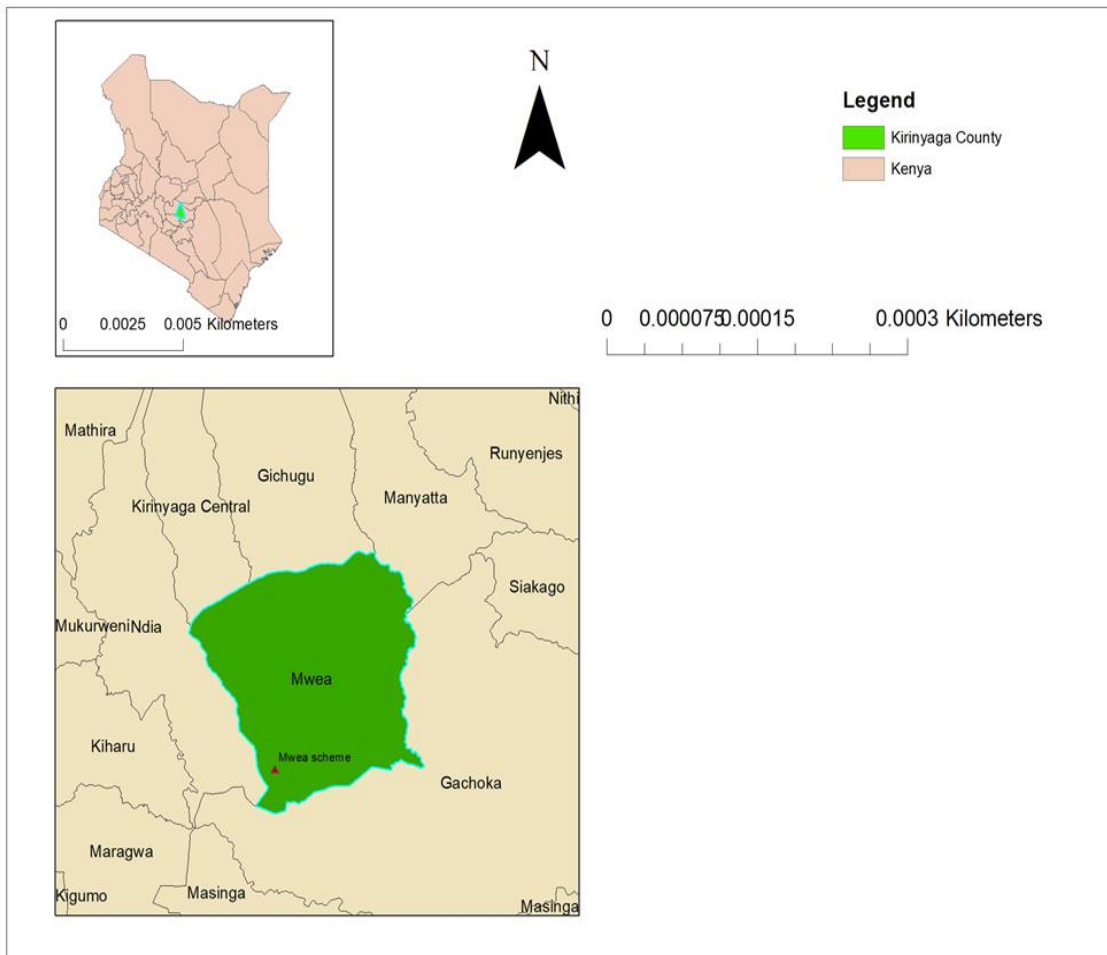 N
Legend
Kirinyaga County
Kenya
0 0.0025 0.005 Kilometers
0 0.000075 0.00015 0.0003 Kilometers
Nithi
Mathira
Runyenjes
Gichugu
Manyatta
Kirinyaga Central
Siakago
Mukurweni
Ndia
Mwea
Kiharu
Mwea scheme
Gachoka
Maragwa
Kigumo
Masinga
Masinga